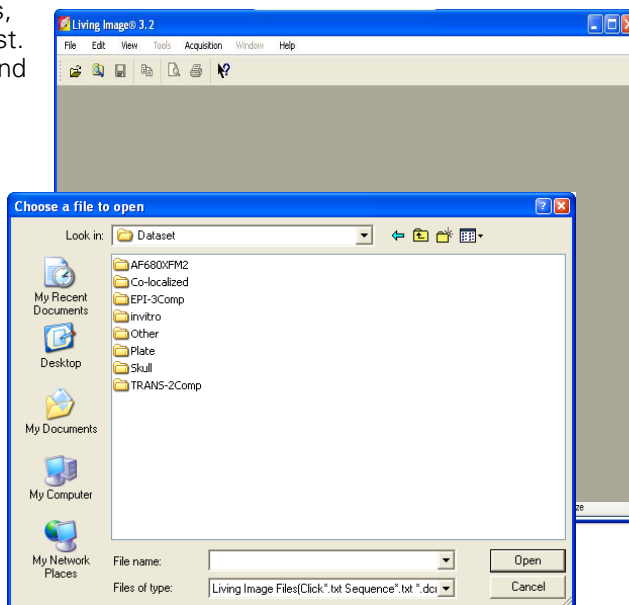 s,
st.
nd
Living Image® 3.2
File Edit View Tools Acquisition Window Help
Choose a file to open
Look in: Dataset
AF680XFM2
Co-localized
EPI-3Comp
invitro
Other
Plate
Skull
TRANS-2Comp
My Recent
Documents
Desktop
My Documents
My Computer
My Network
Places
ze
File name: Open
Files of type: Living Image Files(Click*.txt Sequence*.txt *.dcr Cancel